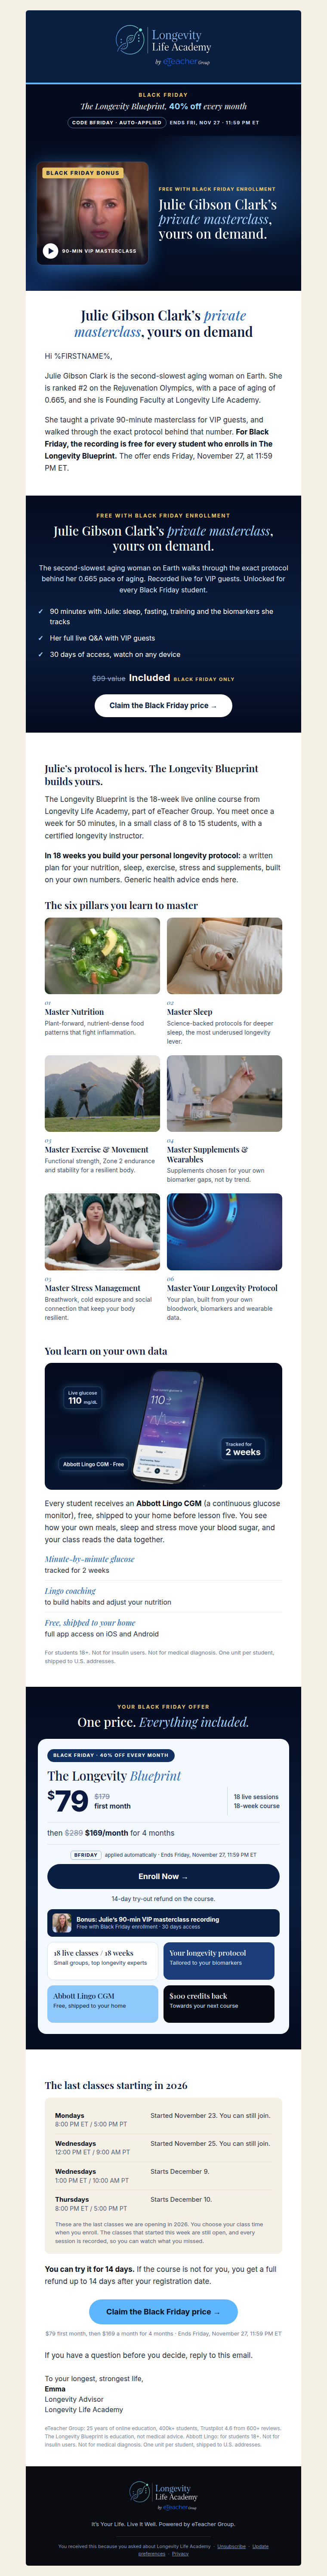 Longevity
Life Academy
by eTeacher Group
BLACK FRIDAY
The Longevity Blueprint, 40% off every month
CODE BFRIDAY · AUTO-APPLIED ENDS FRI, NOV 27 · 11:59 PM ET
BLACK FRIDAY BONUS
90-MIN VIP MASTERCLASS
FREE WITH BLACK FRIDAY ENROLLMENT
Julie Gibson Clark's
private masterclass,
yours on demand.
Julie Gibson Clark's private
masterclass, yours on demand
Hi %FIRSTNAME%,
Julie Gibson Clark is the second-slowest aging woman on Earth. She
is ranked #2 on the Rejuvenation Olympics, with a pace of aging of
0.665, and she is Founding Faculty at Longevity Life Academy.
She taught a private 90-minute masterclass for VIP guests, and
walked through the exact protocol behind that number. For Black
Friday, the recording is free for every student who enrolls in The
Longevity Blueprint. The offer ends Friday, November 27, at 11:59
PM ET.
FREE WITH BLACK FRIDAY ENROLLMENT
Julie Gibson Clark's private masterclass,
yours on demand.
The second-slowest aging woman on Earth walks through the exact protocol
behind her 0.665 pace of aging. Recorded live for VIP guests. Unlocked for
every Black Friday student.
✓ 90 minutes with Julie: sleep, fasting, training and the biomarkers she
tracks
✓ Her full live Q&A with VIP guests
✓ 30 days of access, watch on any device
$99 value Included BLACK FRIDAY ONLY
Claim the Black Friday price →
Julie's protocol is hers. The Longevity Blueprint
builds yours.
The Longevity Blueprint is the 18-week live online course from
Longevity Life Academy, part of eTeacher Group. You meet once a
week for 50 minutes, in a small class of 8 to 15 students, with a
certified longevity instructor.
In 18 weeks you build your personal longevity protocol: a written
plan for your nutrition, sleep, exercise, stress and supplements, built
on your own numbers. Generic health advice ends here.
The six pillars you learn to master
01
Master Nutrition
Plant-forward, nutrient-dense food
patterns that fight inflammation.
02
Master Sleep
Science-backed protocols for deeper
sleep, the most underused longevity
lever.
03
Master Exercise & Movement
Functional strength, Zone 2 endurance
and stability for a resilient body.
04
Master Supplements &
Wearables
Supplements chosen for your own
biomarker gaps, not by trend.
05
Master Stress Management
Breathwork, cold exposure and social
connection that keep your body
resilient.
06
Master Your Longevity Protocol
Your plan, built from your own
bloodwork, biomarkers and wearable
data.
You learn on your own data
Live glucose
110 mg/dL
Tracked for
2 weeks
Abbott Lingo CGM · Free
Every student receives an Abbott Lingo CGM (a continuous glucose
monitor), free, shipped to your home before lesson five. You see
how your own meals, sleep and stress move your blood sugar, and
your class reads the data together.
Minute-by-minute glucose
tracked for 2 weeks
Lingo coaching
to build habits and adjust your nutrition
Free, shipped to your home
full app access on iOS and Android
For students 18+. Not for insulin users. Not for medical diagnosis. One unit per student,
shipped to U.S. addresses.
YOUR BLACK FRIDAY OFFER
One price. Everything included.
BLACK FRIDAY · 40% OFF EVERY MONTH
The Longevity Blueprint
$79 $179
first month
18 live sessions
18-week course
then $289 $169/month for 4 months
BFRIDAY applied automatically · Ends Friday, November 27, 11:59 PM ET
Enroll Now →
14-day try-out refund on the course.
Bonus: Julie's 90-min VIP masterclass recording
Free with Black Friday enrollment · 30 days access
18 live classes / 18 weeks
Small groups, top longevity experts
Your longevity protocol
Tailored to your biomarkers
Abbott Lingo CGM
Free, shipped to your home
$100 credits back
Towards your next course
The last classes starting in 2026
Mondays
8:00 PM ET / 5:00 PM PT
Started November 23. You can still join.
Wednesdays
12:00 PM ET / 9:00 AM PT
Started November 25. You can still join.
Wednesdays
1:00 PM ET / 10:00 AM PT
Starts December 9.
Thursdays
8:00 PM ET / 5:00 PM PT
Starts December 10.
These are the last classes we are opening in 2026. You choose your class time
when you enroll. The classes that started this week are still open, and every
session is recorded, so you can watch what you missed.
You can try it for 14 days. If the course is not for you, you get a full
refund up to 14 days after your registration date.
Claim the Black Friday price →
$79 first month, then $169 a month for 4 months · Ends Friday, November 27, 11:59 PM ET
If you have a question before you decide, reply to this email.
To your longest, strongest life,
Emma
Longevity Advisor
Longevity Life Academy
eTeacher Group: 25 years of online education, 400k+ students, Trustpilot 4.6 from 600+ reviews.
The Longevity Blueprint is education, not medical advice. Abbott Lingo: for students 18+. Not for
insulin users. Not for medical diagnosis. One unit per student, shipped to U.S. addresses.
Longevity
Life Academy
by eTeacher Group
It's Your Life. Live It Well. Powered by eTeacher Group.
You received this because you asked about Longevity Life Academy · Unsubscribe · Update
preferences · Privacy